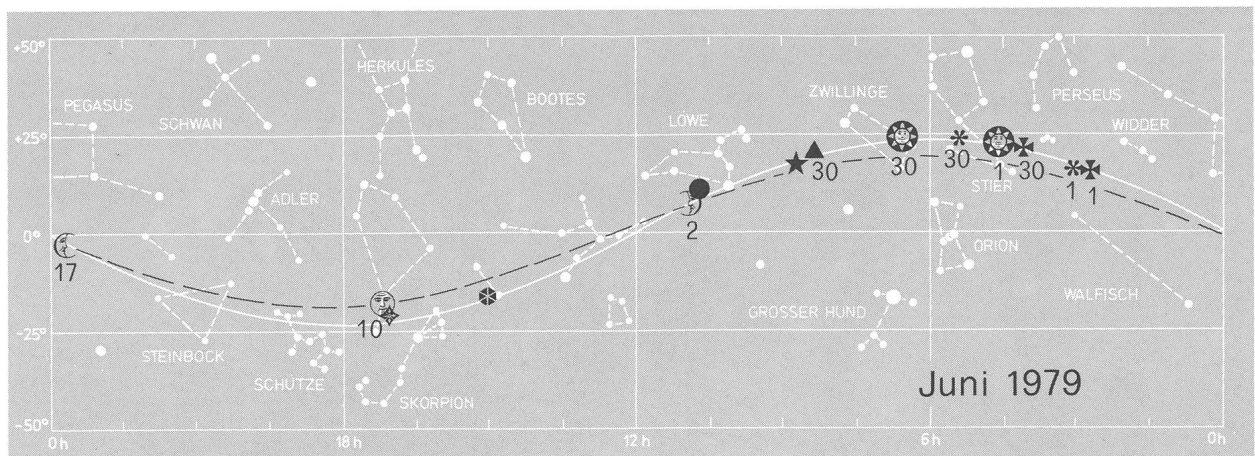 +50°
HERKULES
PEGASUS
SCHWAN
BOOTES
ZWILLINGE
PERSEUS
LÖWE
WIDDER
+25°
30
30
30
1
30
STIER
1
1
ADLER
0°
2
ORION
17
WALFISCH
GROSSER HUND
10
-25°
STEINBOCK
SCHÜTZE
SKORPION
Juni 1979
-50°
0h
18h
12h
6h
0h